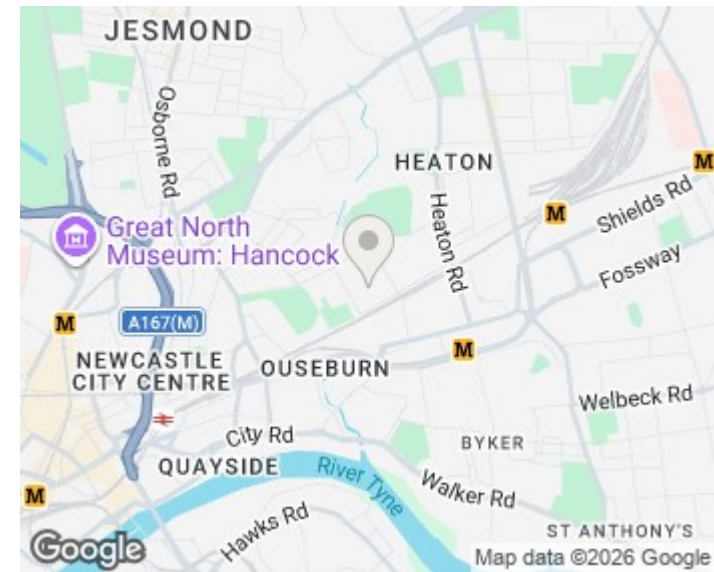 JESMOND
Osborne Rd
HEATON
M
M
Shields Rd
Heaton Rd
Great North
Museum: Hancock
Fossway
M
A167(M)
M
NEWCASTLE
CITY CENTRE
OUSEBURN
Welbeck Rd
City Rd
BYKER
QUAYSIDE
River Tyne
Walker Rd
M
Hawks Rd
ST ANTHONY'S
Google
Map data ©2026 Google